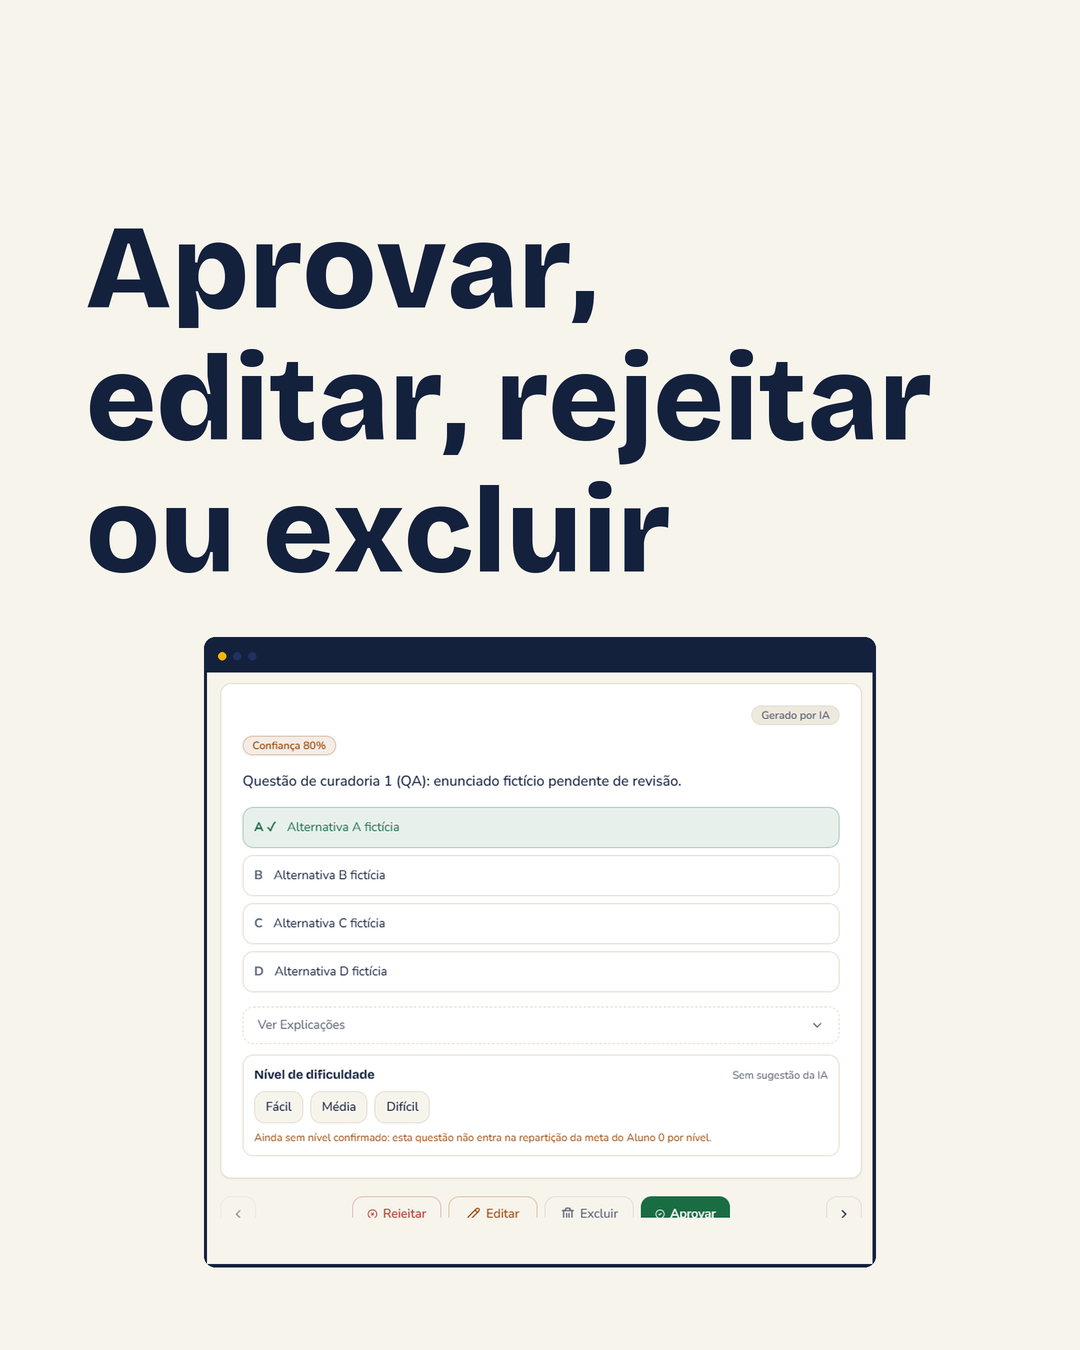 Aprovar,
editar, rejeitar
ou excluir
Gerado por IA
Confiança 80%
Questão de curadoria 1 (QA): enunciado fictício pendente de revisão.
A ✓ Alternativa A fictícia
B Alternativa B fictícia
C Alternativa C fictícia
D Alternativa D fictícia
Ver Explicações
Nível de dificuldade Sem sugestão da IA
Fácil Média Difícil
Ainda sem nível confirmado: esta questão não entra na repartição da meta do Aluno 0 por nível.
Rejeitar Editar Excluir Aprovar